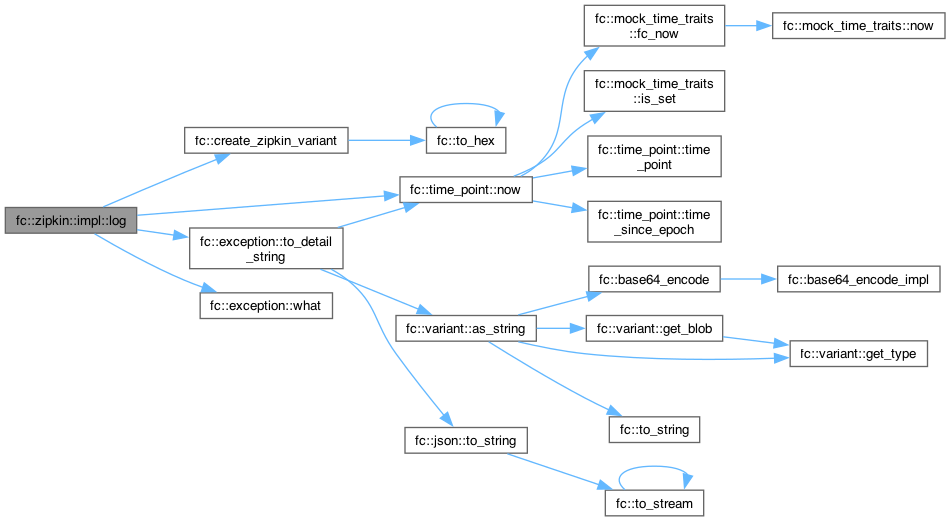 fc::mock_time_traits
::fc_now
fc::mock_time_traits::now
fc::mock_time_traits
::is_set
fc::create_zipkin_variant
fc::to_hex
fc::time_point::time
_point
fc::time_point::now
fc::zipkin::impl::log
fc::time_point::time
_since_epoch
fc::exception::to_detail
_string
fc::base64_encode
fc::base64_encode_impl
fc::exception::what
fc::variant::as_string
fc::variant::get_blob
fc::variant::get_type
fc::to_string
fc::json::to_string
fc::to_stream